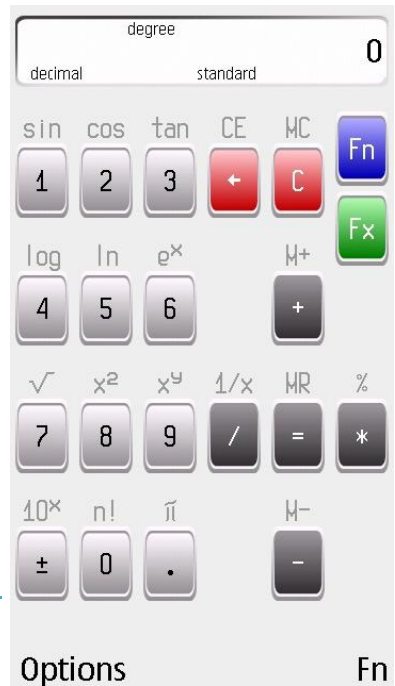 degree
0
decimal standard
sin cos tan CE MC
1 2 3 ← C Fn
Fx
log ln eˣ M+
4 5 6 +
√ x² xʸ 1/x MR %
7 8 9 / = *
10ˣ n! π M-
± 0 . -
Options Fn